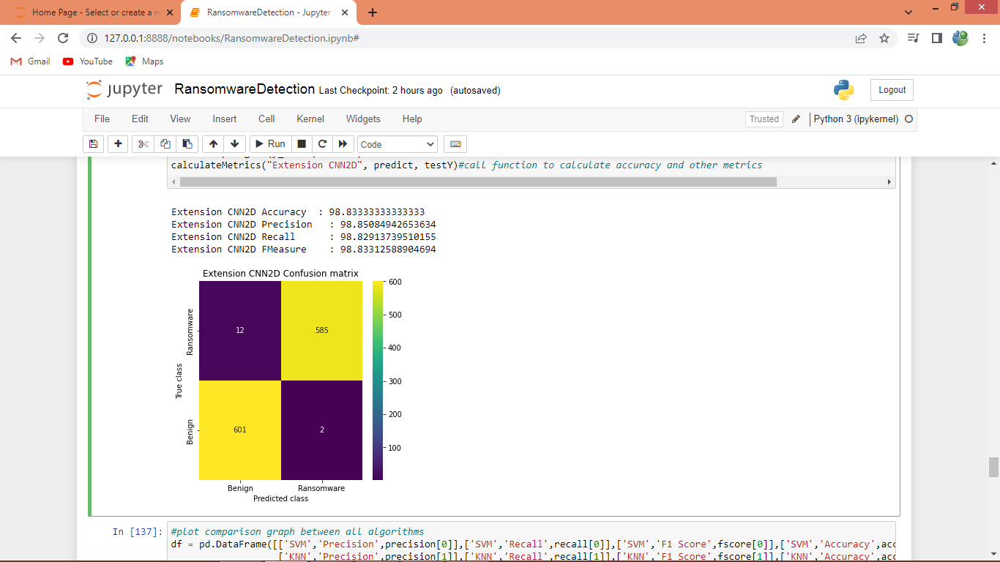 Home Page - Select or create a n
RansomwareDetection - Jupyter
127.0.0.1:8888/notebooks/RansomwareDetection.ipynb#
Gmail YouTube Maps
jupyter RansomwareDetection Last Checkpoint: 2 hours ago (autosaved) Logout
File Edit View Insert Cell Kernel Widgets Help Trusted Python 3 (ipykernel)
Run Code
calculateMetrics("Extension CNN2D", predict, testY)#call function to calculate accuracy and other metrics
Extension CNN2D Accuracy : 98.83333333333333
Extension CNN2D Precision : 98.85084942653634
Extension CNN2D Recall : 98.82913739510155
Extension CNN2D FMeasure : 98.83312588904694
Extension CNN2D Confusion matrix
Ransomware
Benign
True class
12 585
601 2
Benign Ransomware
Predicted class
600
500
400
300
200
100
In [137]: #plot comparison graph between all algorithms
df = pd.DataFrame([['SVM','Precision',precision[0]],['SVM','Recall',recall[0]],['SVM','F1 Score',fscore[0]],['SVM','Accuracy',acc
['KNN','Precision',precision[1]],['KNN','Recall',recall[1]],['KNN','F1 Score',fscore[1]],['KNN','Accuracy',acc